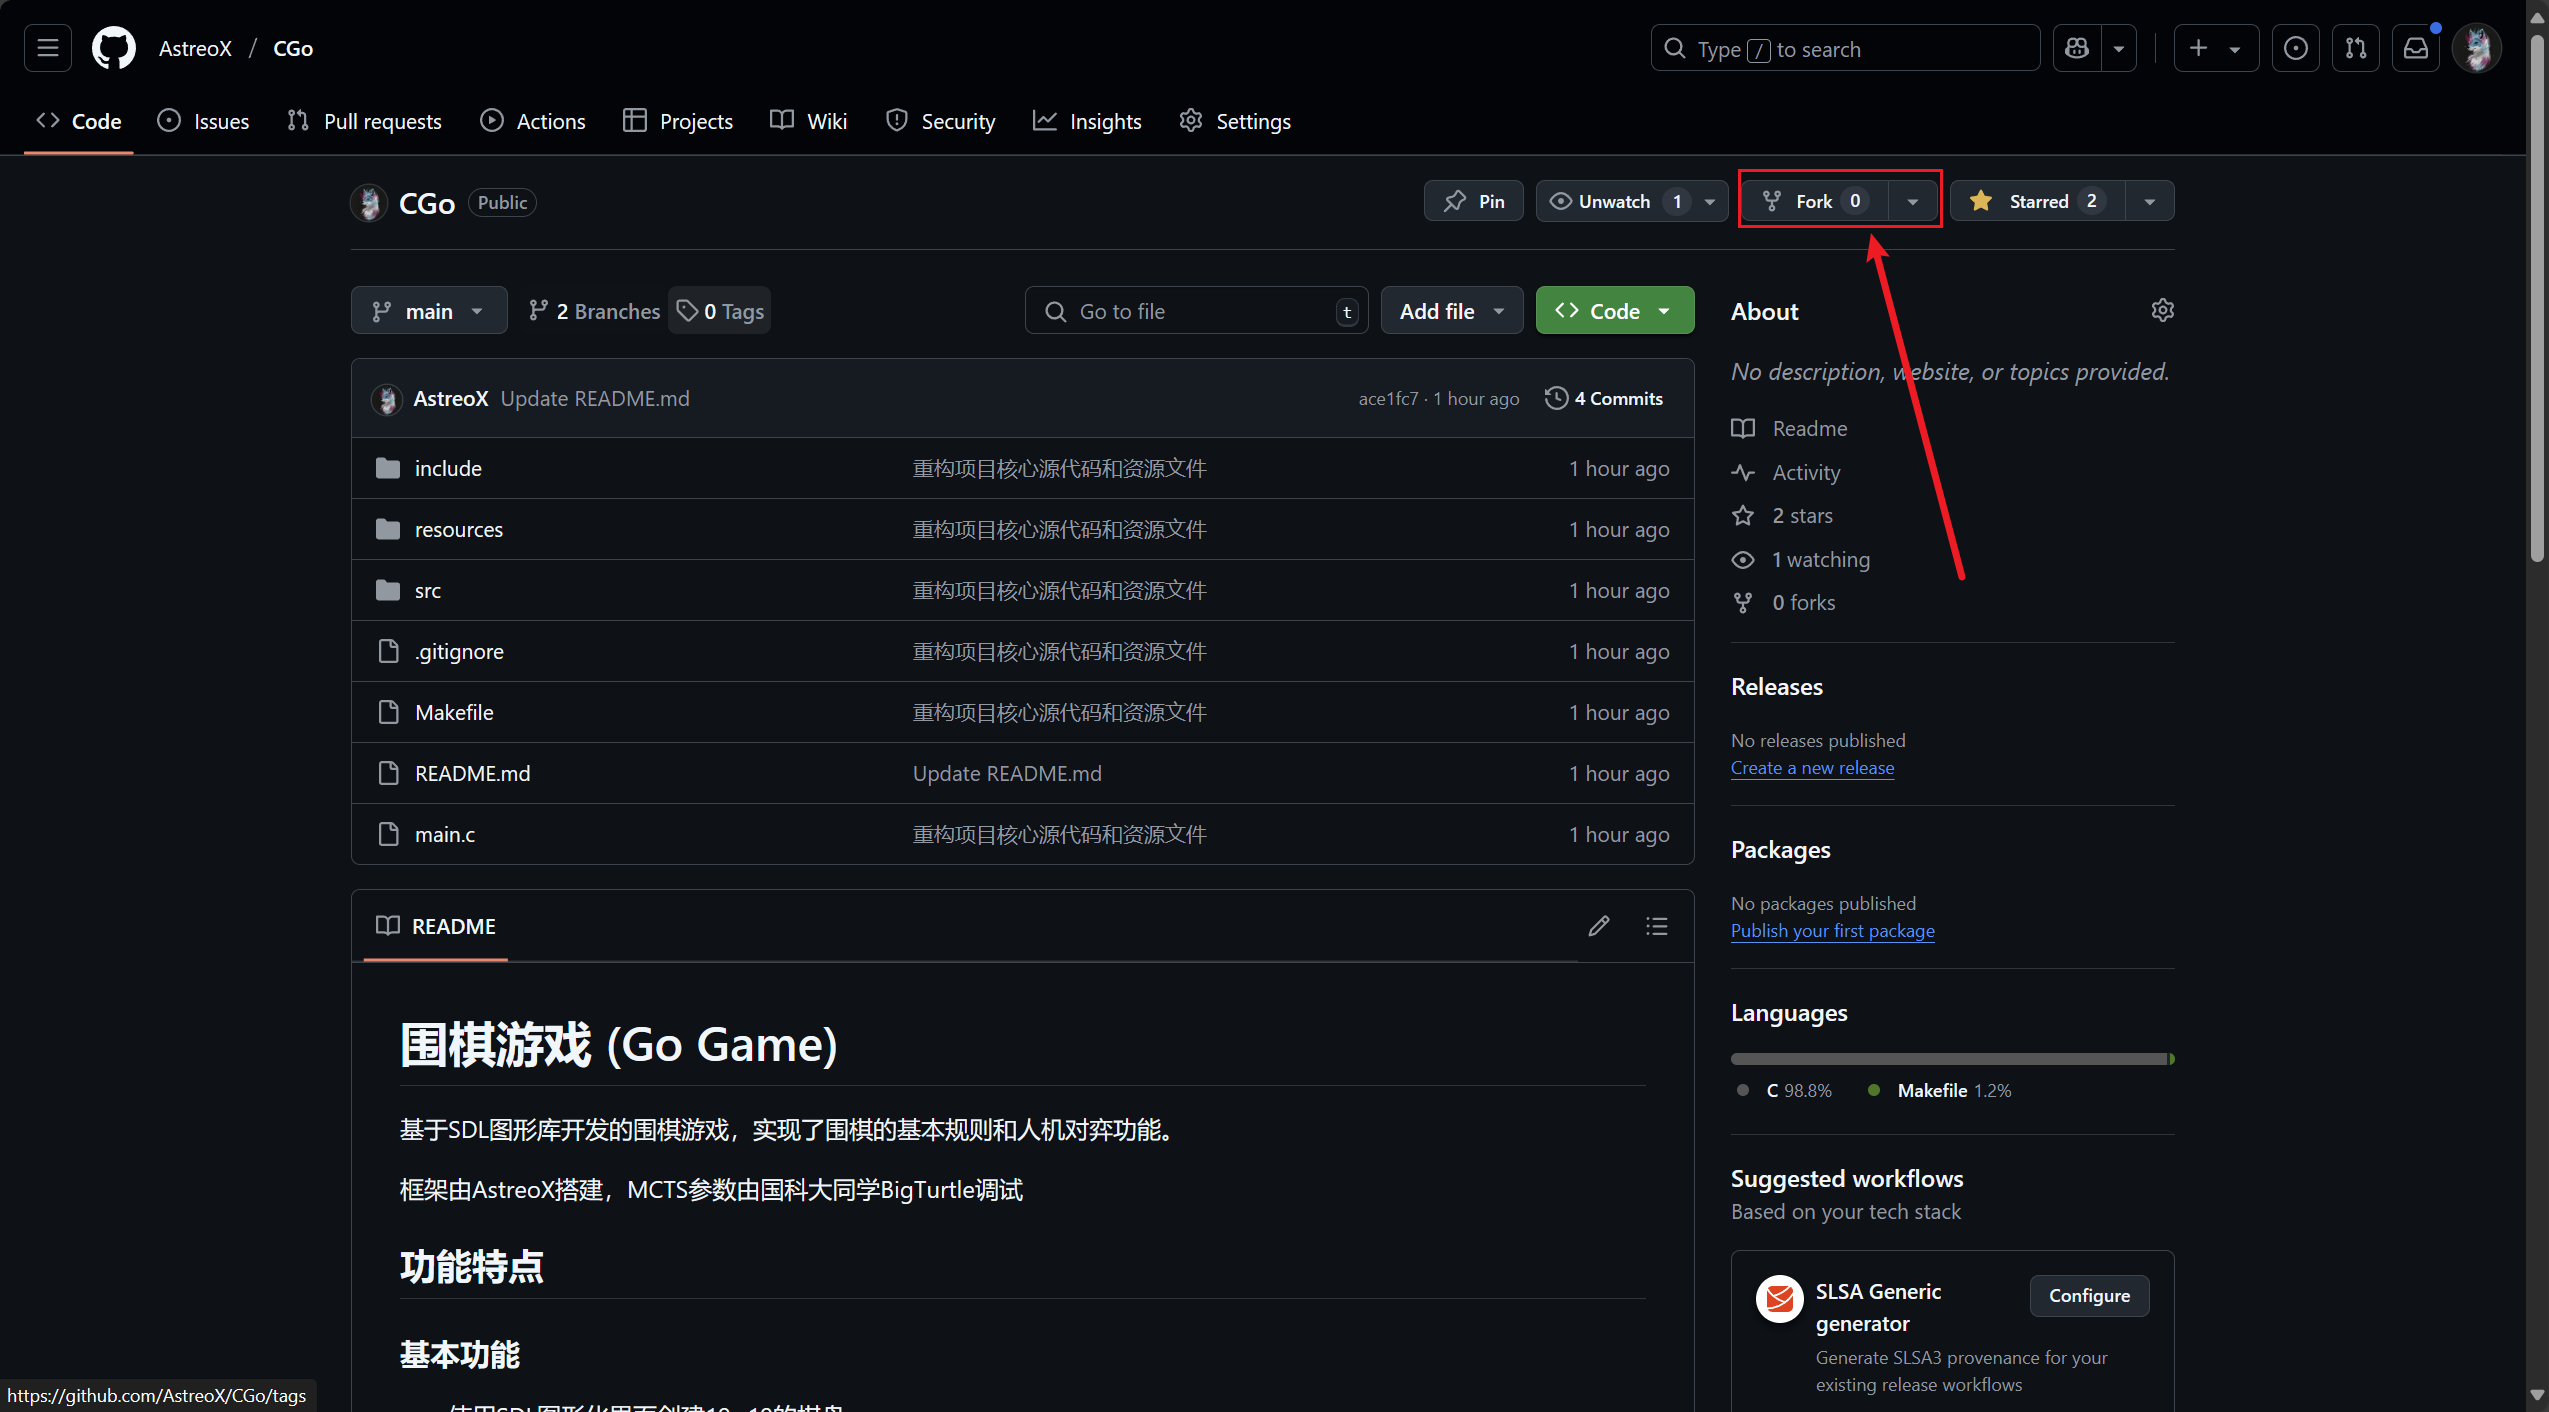 AstreoX / CGo
Type / to search
Code Issues Pull requests Actions Projects Wiki Security Insights Settings
CGo Public
Pin Unwatch 1 Fork 0 Starred 2
main 2 Branches 0 Tags
Go to file t Add file Code
AstreoX Update README.md ace1fc7 · 1 hour ago 4 Commits
include 重构项目核心源代码和资源文件 1 hour ago
resources 重构项目核心源代码和资源文件 1 hour ago
src 重构项目核心源代码和资源文件 1 hour ago
.gitignore 重构项目核心源代码和资源文件 1 hour ago
Makefile 重构项目核心源代码和资源文件 1 hour ago
README.md Update README.md 1 hour ago
main.c 重构项目核心源代码和资源文件 1 hour ago
README
围棋游戏 (Go Game)
基于SDL图形库开发的围棋游戏，实现了围棋的基本规则和人机对弈功能。
框架由AstreoX搭建，MCTS参数由国科大同学BigTurtle调试
功能特点
基本功能
About
No description, website, or topics provided.
Readme
Activity
2 stars
1 watching
0 forks
Releases
No releases published
Create a new release
Packages
No packages published
Publish your first package
Languages
C 98.8% Makefile 1.2%
Suggested workflows
Based on your tech stack
SLSA Generic
generator
Configure
Generate SLSA3 provenance for your
existing release workflows
https://github.com/AstreoX/CGo/tags